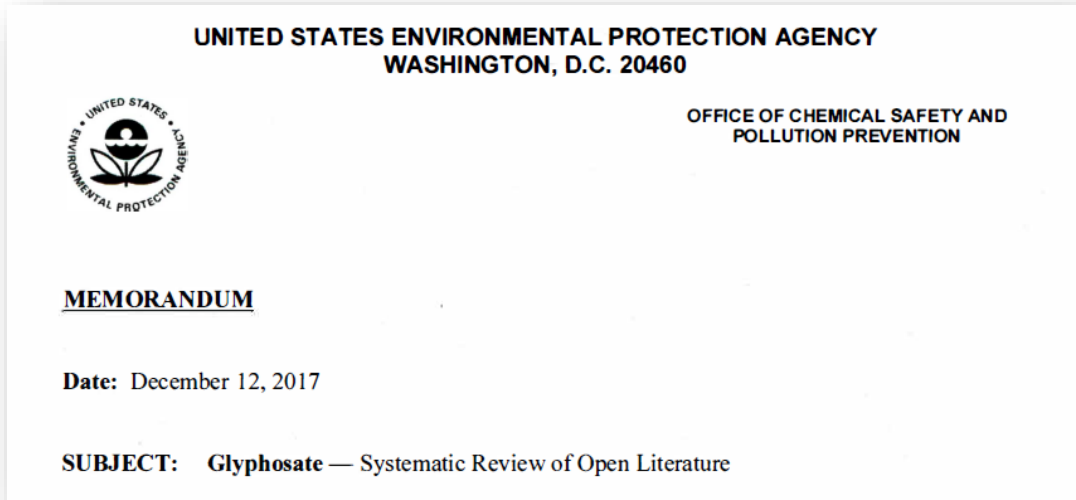 UNITED STATES ENVIRONMENTAL PROTECTION AGENCY
WASHINGTON, D.C. 20460
UNITED STATES • ENVIRONMENTAL PROTECTION AGENCY •
OFFICE OF CHEMICAL SAFETY AND
POLLUTION PREVENTION
MEMORANDUM
Date: December 12, 2017
SUBJECT: Glyphosate — Systematic Review of Open Literature